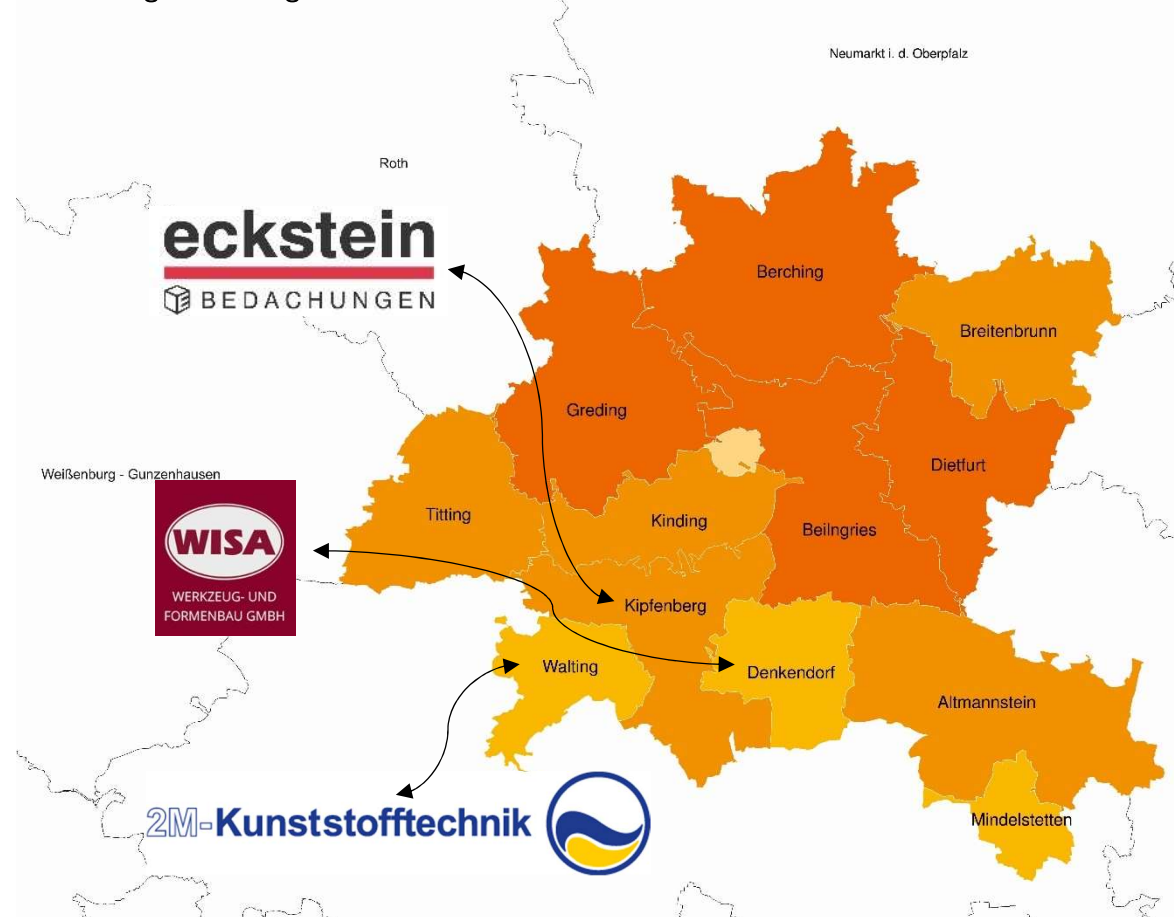 Neumarkt i. d. Oberpfalz
Roth
eckstein
BEDACHUNGEN
Berching
Breitenbrunn
Greding
Dietfurt
Weißenburg - Gunzenhausen
Titting
Kinding
Beilngries
WISA
WERKZEUG- UND
FORMENBAU GMBH
Kipfenberg
Walting
Denkendorf
Altmannstein
2M-Kunststofftechnik
Mindelstetten